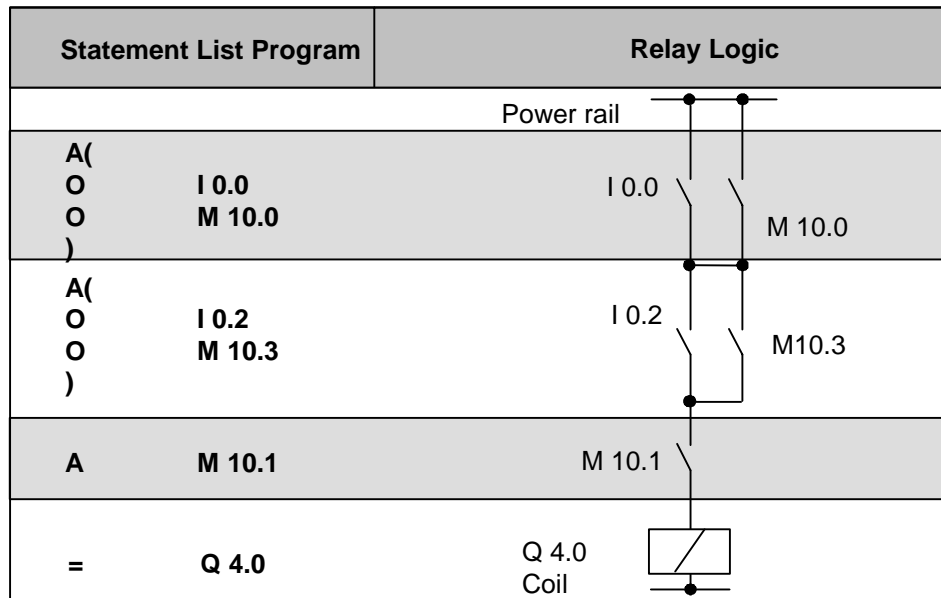 Statement List Program Relay Logic
Power rail
A(
O I 0.0 I 0.0
O M 10.0 M 10.0
)
A(
O I 0.2 I 0.2
O M 10.3 M10.3
)
A M 10.1 M 10.1
= Q 4.0 Q 4.0
Coil